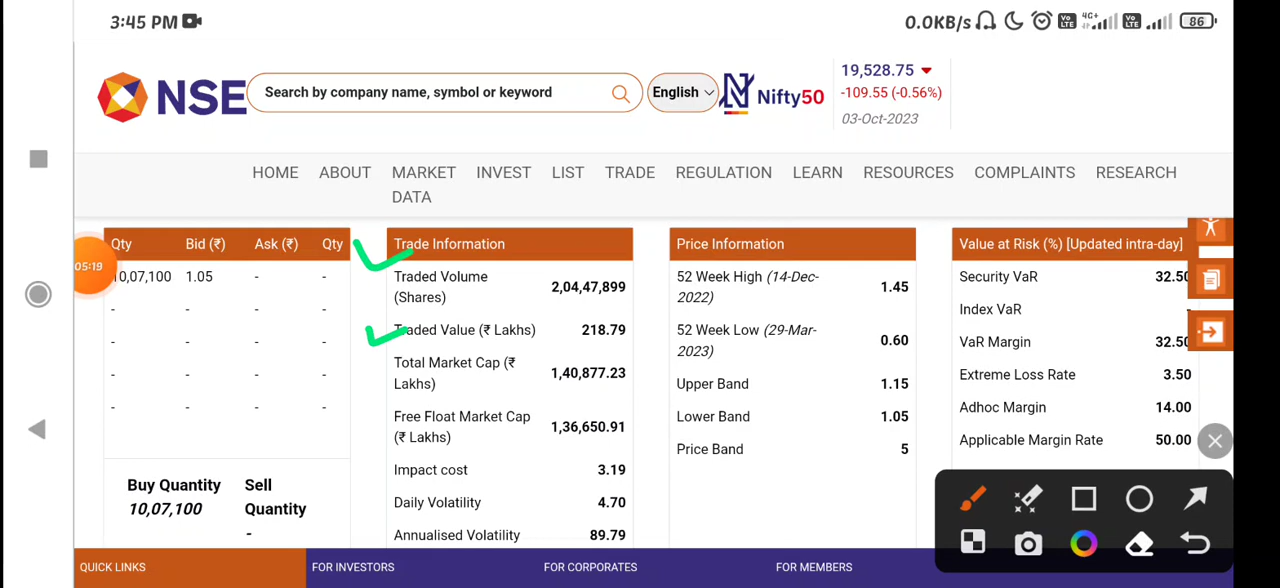 3:45 PM
0.0KB/s Vo LTE 4G+ Vo LTE 86
NSE
Search by company name, symbol or keyword
English
Nifty50
19,528.75
-109.55 (-0.56%)
03-Oct-2023
HOME ABOUT MARKET DATA INVEST LIST TRADE REGULATION LEARN RESOURCES COMPLAINTS RESEARCH
05:19
Qty Bid (₹) Ask (₹) Qty
10,07,100 1.05 - -
- - - -
- - - -
- - - -
- - - -
Buy Quantity Sell Quantity
10,07,100 -
Trade Information
Traded Volume (Shares) 2,04,47,899
Traded Value (₹ Lakhs) 218.79
Total Market Cap (₹ Lakhs) 1,40,877.23
Free Float Market Cap (₹ Lakhs) 1,36,650.91
Impact cost 3.19
Daily Volatility 4.70
Annualised Volatility 89.79
Price Information
52 Week High (14-Dec-2022) 1.45
52 Week Low (29-Mar-2023) 0.60
Upper Band 1.15
Lower Band 1.05
Price Band 5
Value at Risk (%) [Updated intra-day]
Security VaR 32.50
Index VaR -
VaR Margin 32.50
Extreme Loss Rate 3.50
Adhoc Margin 14.00
Applicable Margin Rate 50.00
QUICK LINKS FOR INVESTORS FOR CORPORATES FOR MEMBERS